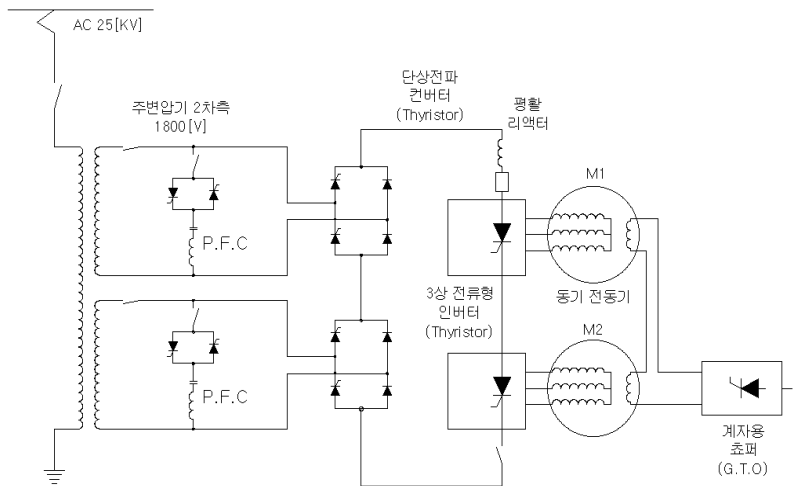 AC 25[KV]
단상전파
컨버터
(Thyristor)
평활
리액터
주변압기 2차측
1800[V]
M1
P.F.C
3상 전류형
인버터
(Thyristor)
동기 전동기
M2
P.F.C
계자용
쵸퍼
(G.T.O)